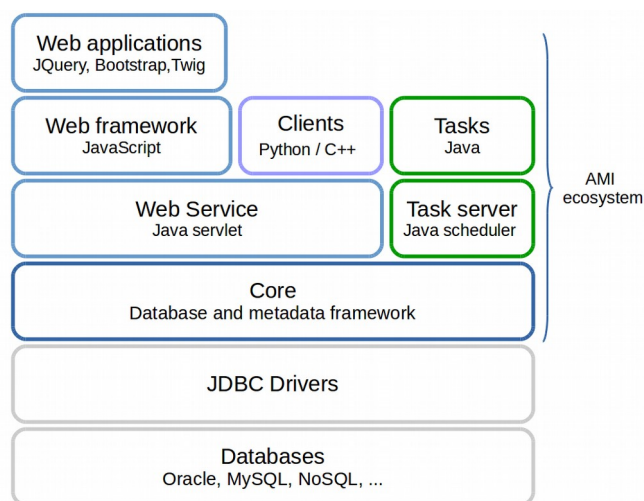 Web applications
JQuery, Bootstrap,Twig
Web framework
JavaScript
Clients
Python / C++
Tasks
Java
Web Service
Java servlet
Task server
Java scheduler
Core
Database and metadata framework
JDBC Drivers
Databases
Oracle, MySQL, NoSQL, ...
AMI
ecosystem